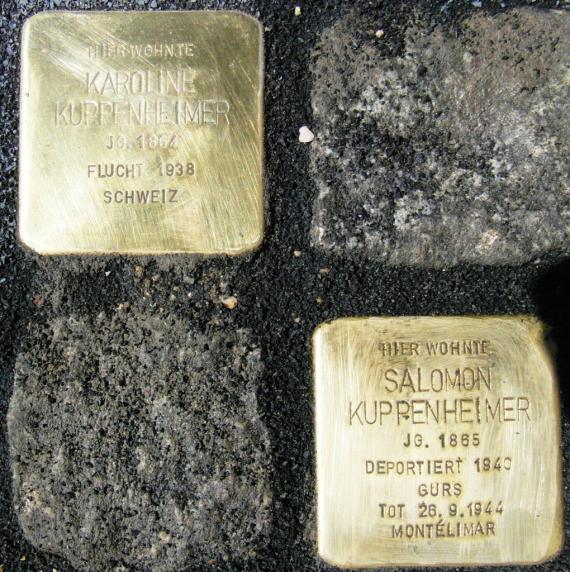 HIER WOHNTE
KAROLINE
KUPPENHEIMER
JG. 1864
FLUCHT 1938
SCHWEIZ
HIER WOHNTE
SALOMON
KUPPENHEIMER
JG. 1865
DEPORTIERT 1940
GURS
TOT 26.9.1944
MONTÉLIMAR